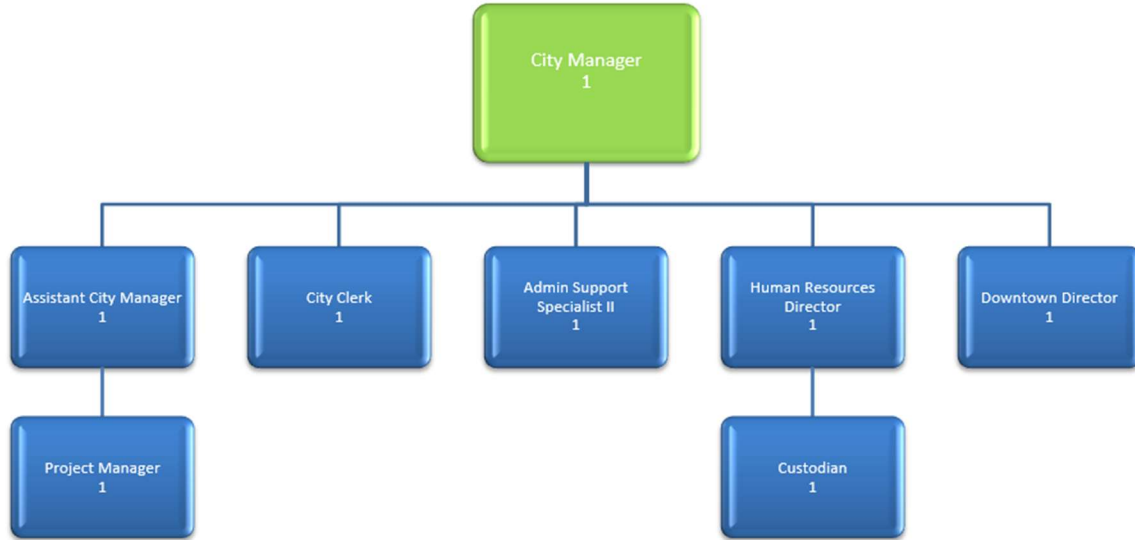 City Manager
1
Assistant City Manager
1
City Clerk
1
Admin Support
Specialist II
1
Human Resources
Director
1
Downtown Director
1
Project Manager
1
Custodian
1